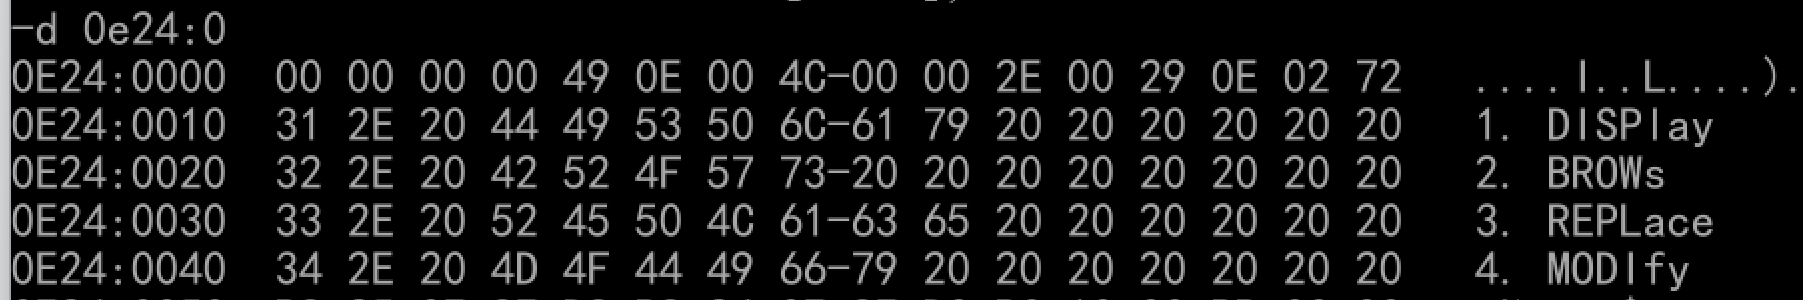 -d 0e24:0
0E24:0000  00 00 00 00 49 0E 00 4C-00 00 2E 00 29 0E 02 72   ....I..L....).
0E24:0010  31 2E 20 44 49 53 50 6C-61 79 20 20 20 20 20 20   1. DISPlay
0E24:0020  32 2E 20 42 52 4F 57 73-20 20 20 20 20 20 20 20   2. BROWs
0E24:0030  33 2E 20 52 45 50 4C 61-63 65 20 20 20 20 20 20   3. REPLace
0E24:0040  34 2E 20 4D 4F 44 49 66-79 20 20 20 20 20 20 20   4. MODIfy